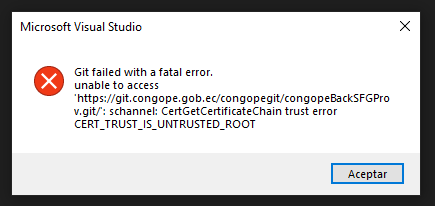 Microsoft Visual Studio
Git failed with a fatal error.
unable to access
'https://git.congope.gob.ec/congopegit/congopeBackSFGPro
v.git/': schannel: CertGetCertificateChain trust error
CERT_TRUST_IS_UNTRUSTED_ROOT
Aceptar